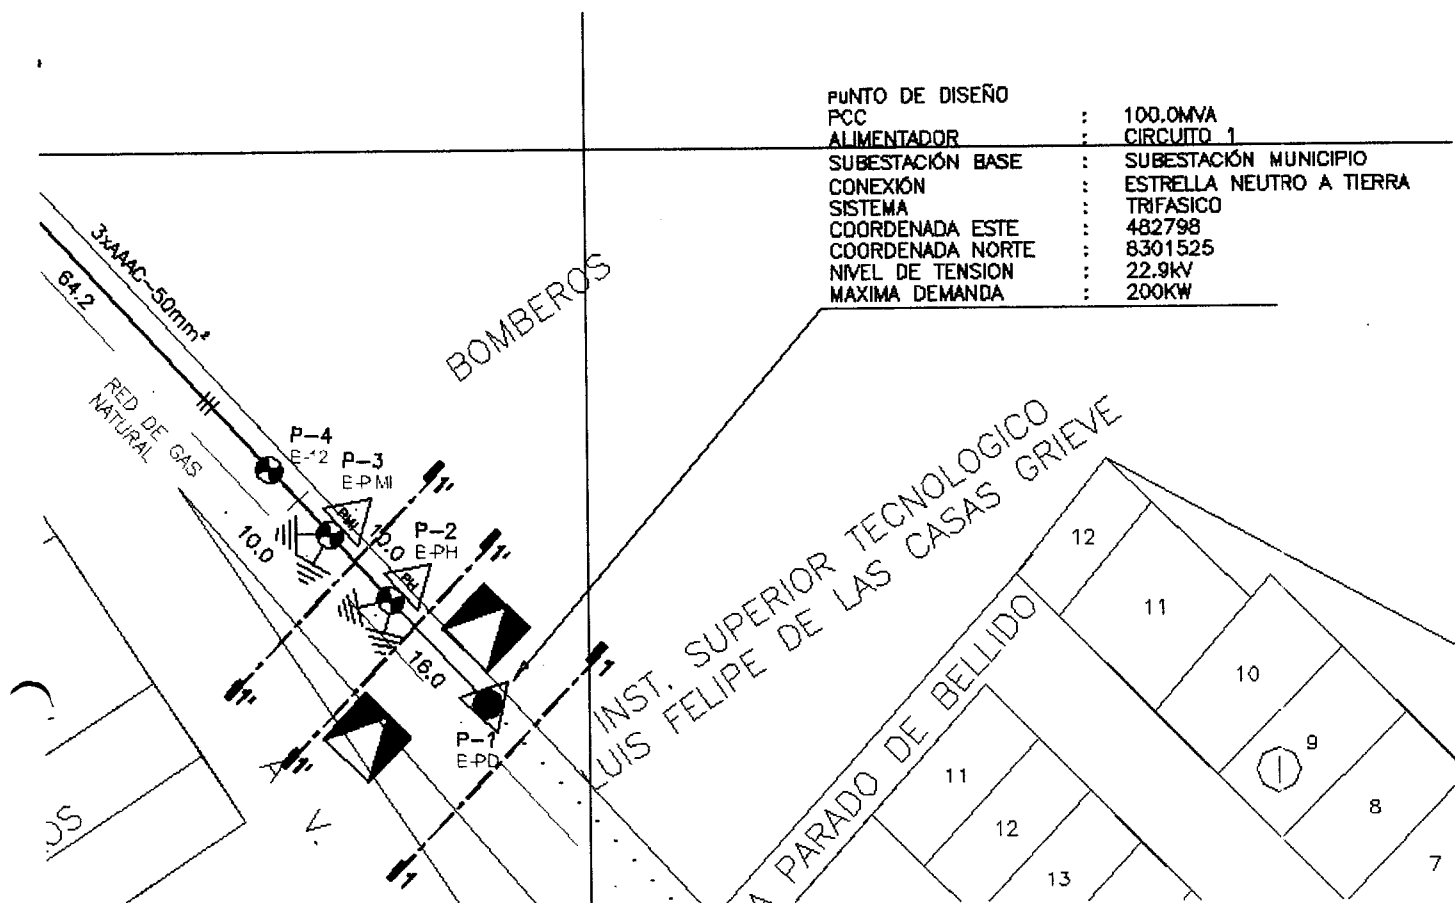 PUNTO DE DISEÑO
PCC : 100.0MVA
ALIMENTADOR : CIRCUITO 1
SUBESTACIÓN BASE : SUBESTACIÓN MUNICIPIO
CONEXIÓN : ESTRELLA NEUTRO A TIERRA
SISTEMA : TRIFASICO
COORDENADA ESTE : 482798
COORDENADA NORTE : 8301525
NIVEL DE TENSION : 22.9kV
MAXIMA DEMANDA : 200KW
3xAAAC-50mm²
64.2
BOMBEROS
RED DE GAS
NATURAL
P-4
E-12
P-3
E-PMI
PMI
10.0
10.0
P-2
E-PH
PH
16.0
P-1
E-PD
1'
1'
1'
1'
1
1
INST. SUPERIOR TECNOLOGICO
LUIS FELIPE DE LAS CASAS GRIEVE
A PARADO DE BELLIDO
A V.
OS
12
11
10
9
8
7
11
12
13